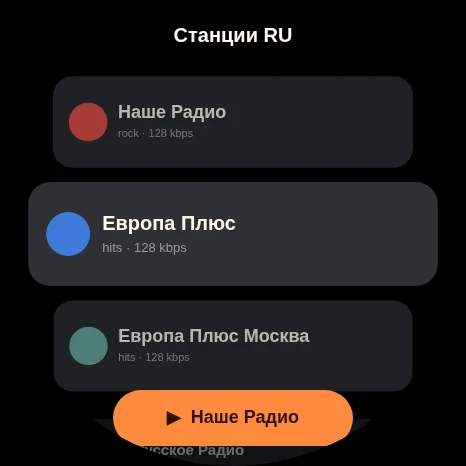 Станции RU
Наше Радио
rock · 128 kbps
Европа Плюс
hits · 128 kbps
Европа Плюс Москва
hits · 128 kbps
▶ Наше Радио
Радио